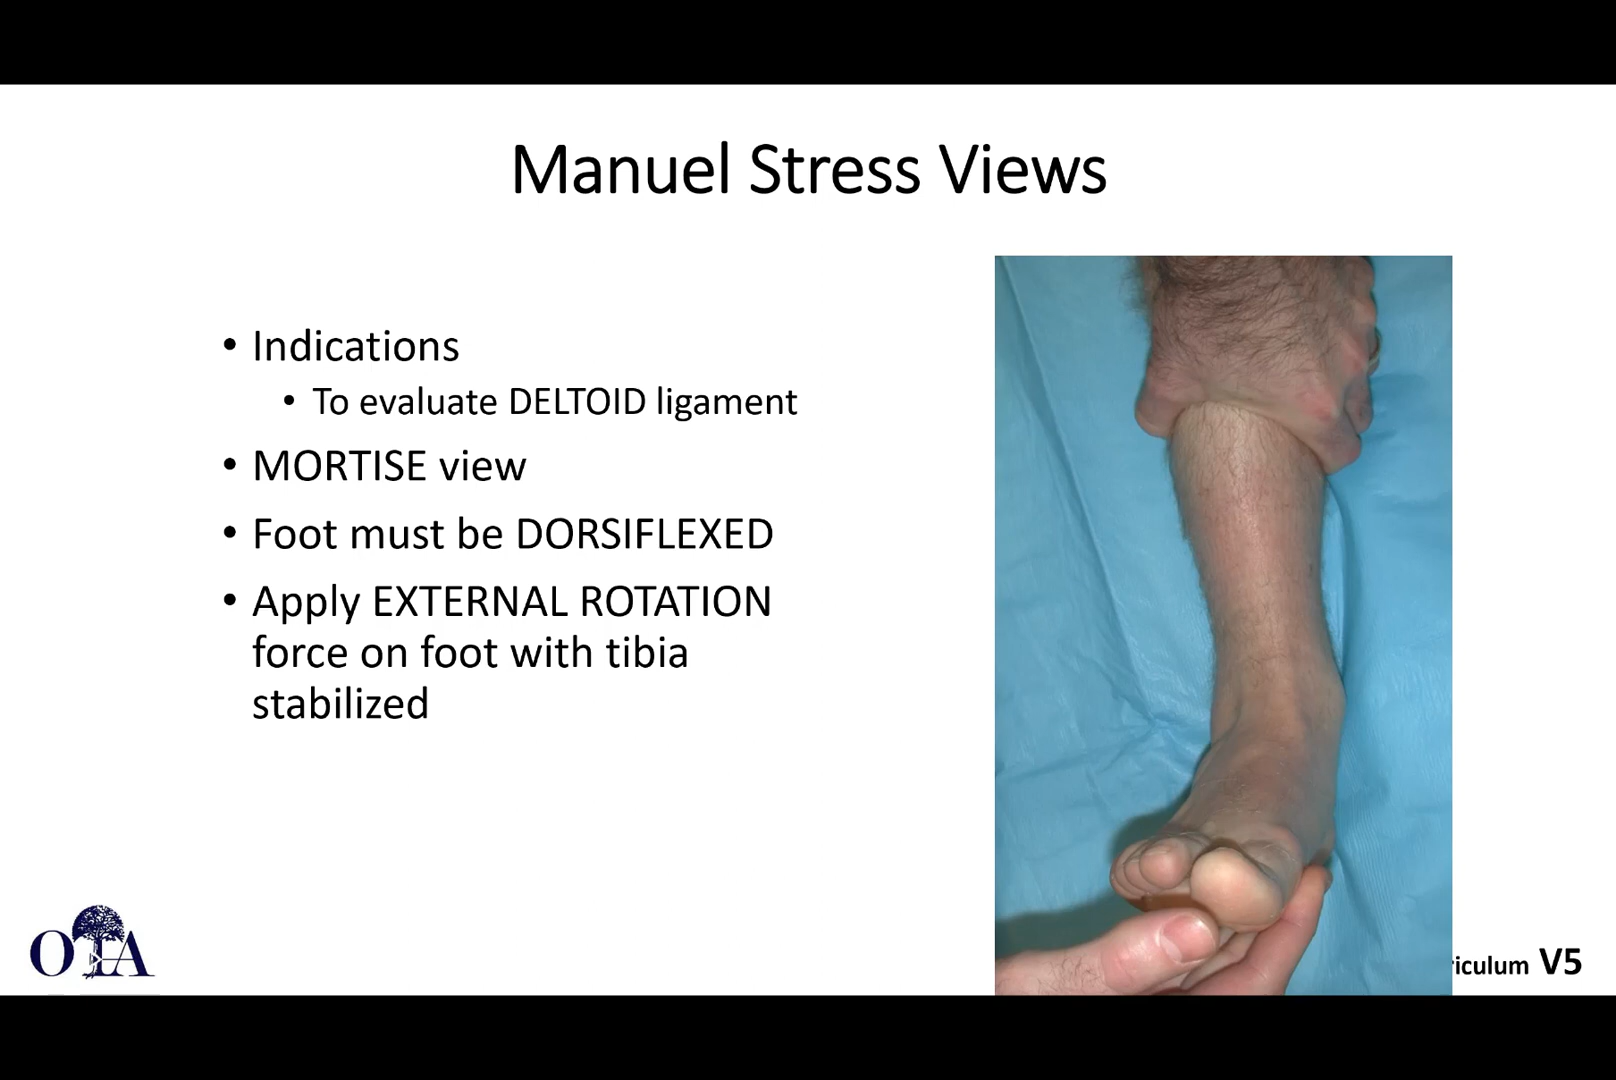 Manuel Stress Views
• Indications
• To evaluate DELTOID ligament
• MORTISE view
• Foot must be DORSIFLEXED
• Apply EXTERNAL ROTATION
force on foot with tibia
stabilized
OTA
riculum V5